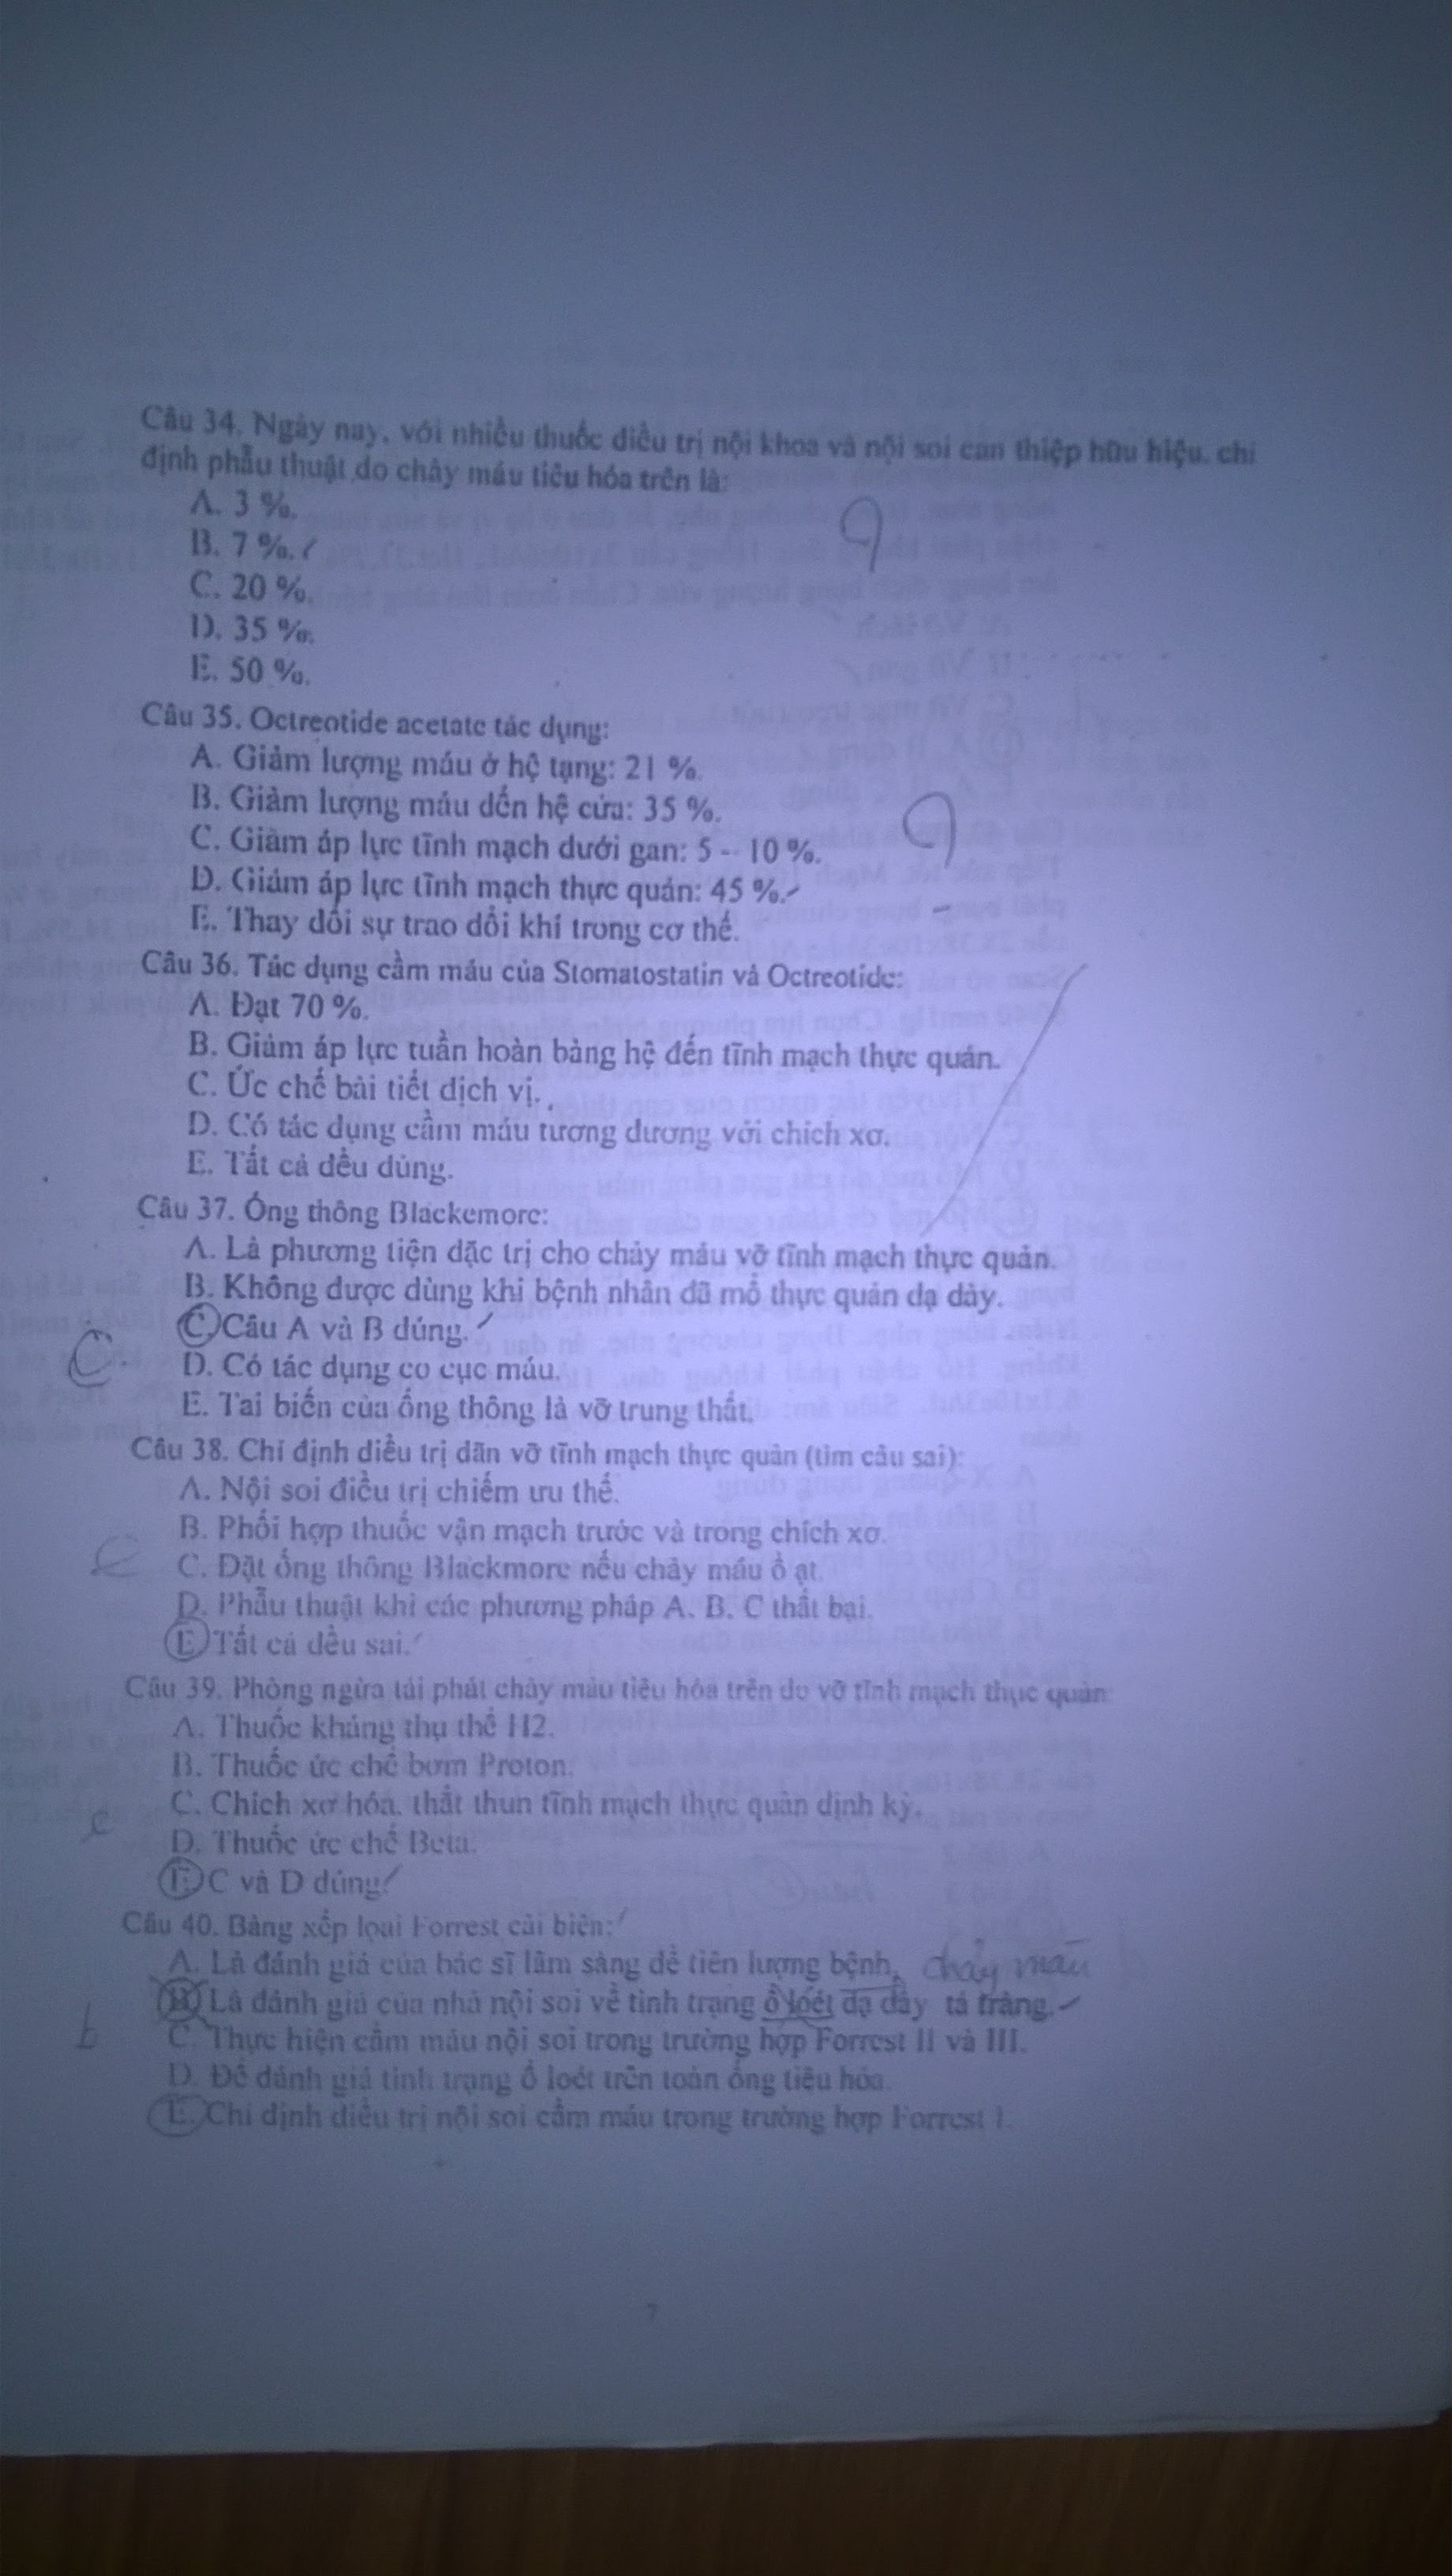 Câu 34. Ngày nay, với nhiều thuốc điều trị nội khoa và nội soi can thiệp hữu hiệu, chỉ
định phẫu thuật do chảy máu tiêu hóa trên là:
A. 3 %.
B. 7 %.
C. 20 %.
D. 35 %.
E. 50 %.
Câu 35. Octreotide acetate tác dụng:
A. Giảm lượng máu ở hệ tạng: 21 %.
B. Giảm lượng máu đến hệ cửa: 35 %.
C. Giảm áp lực tĩnh mạch dưới gan: 5 - 10 %.
D. Giảm áp lực tĩnh mạch thực quản: 45 %.
E. Thay đổi sự trao đổi khí trong cơ thể.
Câu 36. Tác dụng cầm máu của Stomatostatin và Octreotide:
A. Đạt 70 %.
B. Giảm áp lực tuần hoàn bàng hệ đến tĩnh mạch thực quản.
C. Ức chế bài tiết dịch vị.
D. Có tác dụng cầm máu tương đương với chích xơ.
E. Tất cả đều đúng.
Câu 37. Ống thông Blackemore:
A. Là phương tiện đặc trị cho chảy máu vỡ tĩnh mạch thực quản.
B. Không được dùng khi bệnh nhân đã mổ thực quản dạ dày.
C. Câu A và B đúng.
C.
D. Có tác dụng co cục máu.
E. Tai biến của ống thông là vỡ trung thất.
Câu 38. Chỉ định điều trị dãn vỡ tĩnh mạch thực quản (tìm câu sai):
A. Nội soi điều trị chiếm ưu thế.
B. Phối hợp thuốc vận mạch trước và trong chích xơ.
C. Đặt ống thông Blackmore nếu chảy máu ồ ạt.
D. Phẫu thuật khi các phương pháp A, B, C thất bại.
E. Tất cả đều sai.
Câu 39. Phòng ngừa tái phát chảy máu tiêu hóa trên do vỡ tĩnh mạch thực quản:
A. Thuốc kháng thụ thể H2.
B. Thuốc ức chế bơm Proton.
C. Chích xơ hóa, thắt thun tĩnh mạch thực quản định kỳ.
D. Thuốc ức chế Beta.
E. C và D đúng.
Câu 40. Bảng xếp loại Forrest cải biên:
A. Là đánh giá của bác sĩ lâm sàng để tiên lượng bệnh.
chảy máu
B. Là đánh giá của nhà nội soi về tình trạng ổ loét dạ dày tá tràng.
C. Thực hiện cầm máu nội soi trong trường hợp Forrest II và III.
D. Để đánh giá tình trạng ổ loét trên toàn ống tiêu hóa.
E. Chỉ định điều trị nội soi cầm máu trong trường hợp Forrest I.
7